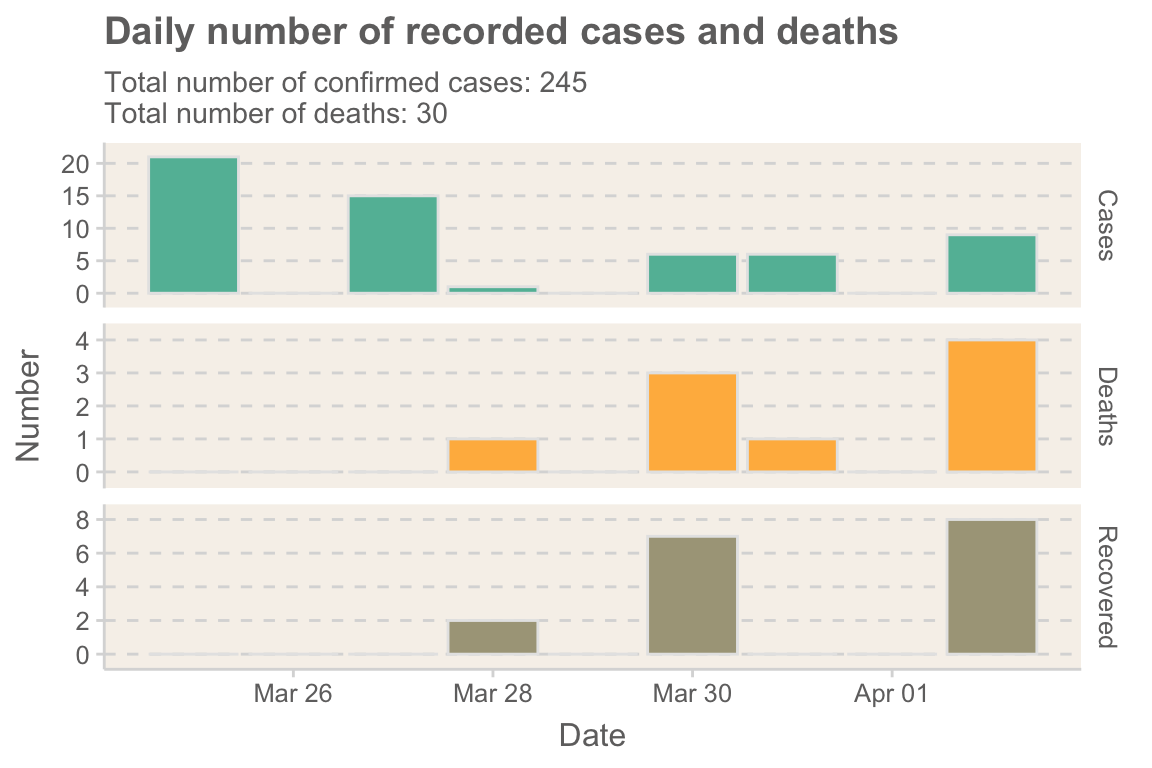 Daily number of recorded cases and deaths
Total number of confirmed cases: 245
Total number of deaths: 30
20
15
10
5
0
Cases
4
3
2
1
0
Deaths
8
6
4
2
0
Recovered
Number
Mar 26 Mar 28 Mar 30 Apr 01
Date